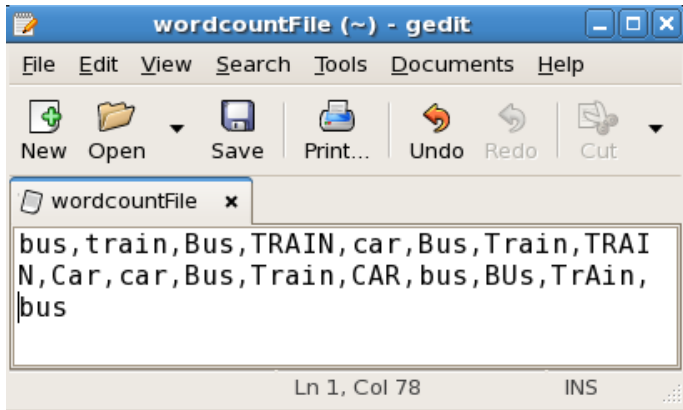 wordcountFile (~) - gedit
File Edit View Search Tools Documents Help
New Open Save Print... Undo Redo Cut
wordcountFile x
bus,train,Bus,TRAIN,car,Bus,Train,TRAI
N,Car,car,Bus,Train,CAR,bus,BUs,TrAin,
bus
Ln 1, Col 78 INS